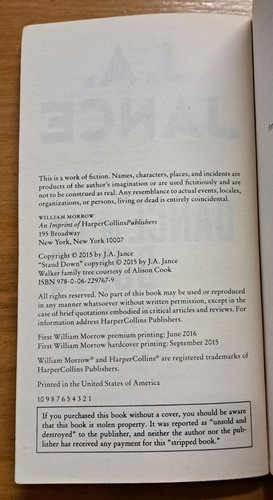 This is a work of fiction. Names, characters, places, and incidents are
products of the author's imagination or are used fictitiously and are
not to be construed as real. Any resemblance to actual events, locales,
organizations, or persons, living or dead is entirely coincidental.
WILLIAM MORROW
An Imprint of HarperCollinsPublishers
195 Broadway
New York, New York 10007
Copyright © 2015 by J.A. Jance
"Stand Down" copyright © 2015 by J.A. Jance
Walker family tree courtesy of Alison Cook
ISBN 978-0-06-229767-9
All rights reserved. No part of this book may be used or reproduced
in any manner whatsoever without written permission, except in the
case of brief quotations embodied in critical articles and reviews. For
information address HarperCollins Publishers.
First William Morrow premium printing: June 2016
First William Morrow hardcover printing: September 2015
William Morrow® and HarperCollins® are registered trademarks of
HarperCollins Publishers.
Printed in the United States of America
10 9 8 7 6 5 4 3 2 1
If you purchased this book without a cover, you should be aware
that this book is stolen property. It was reported as "unsold and
destroyed" to the publisher, and neither the author nor the pub-
lisher has received any payment for this "stripped book."